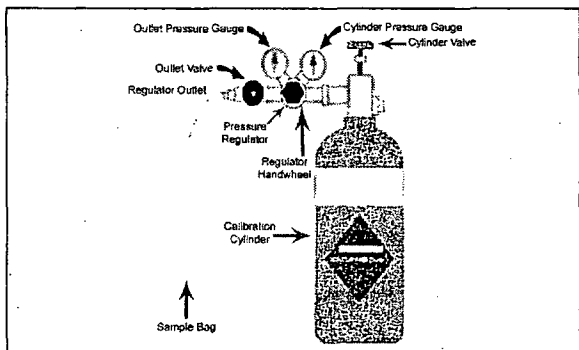 Outlet Pressure Gauge
Cylinder Pressure Gauge
Cylinder Valve
Outlet Valve
Regulator Outlet
Pressure
Regulator
Regulator
Handwheel
Calibration
Cylinder
Sample Bag